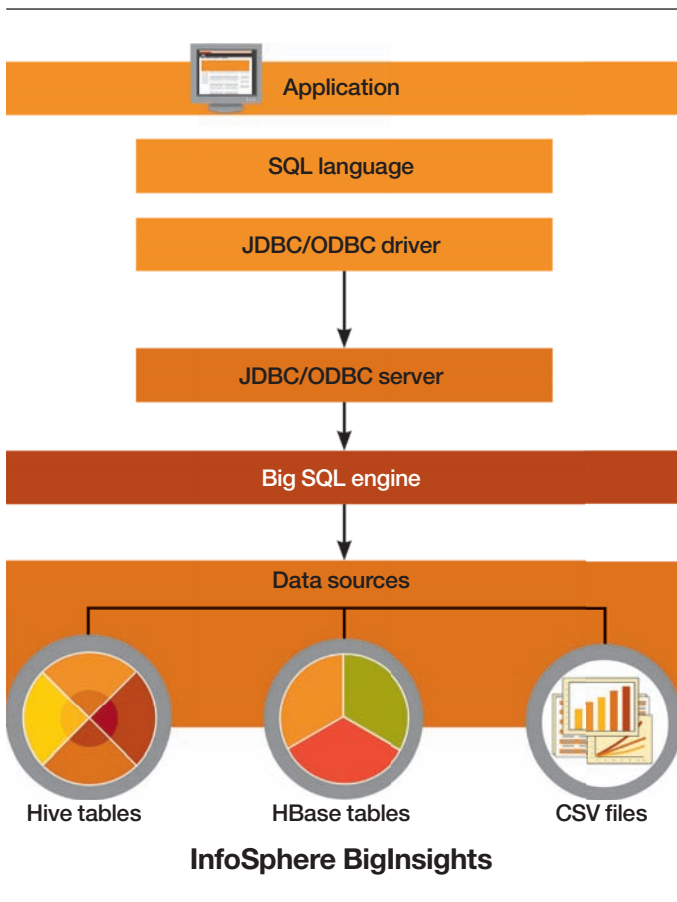 Application
SQL language
JDBC/ODBC driver
JDBC/ODBC server
Big SQL engine
Data sources
Hive tables
HBase tables
CSV files
InfoSphere BigInsights